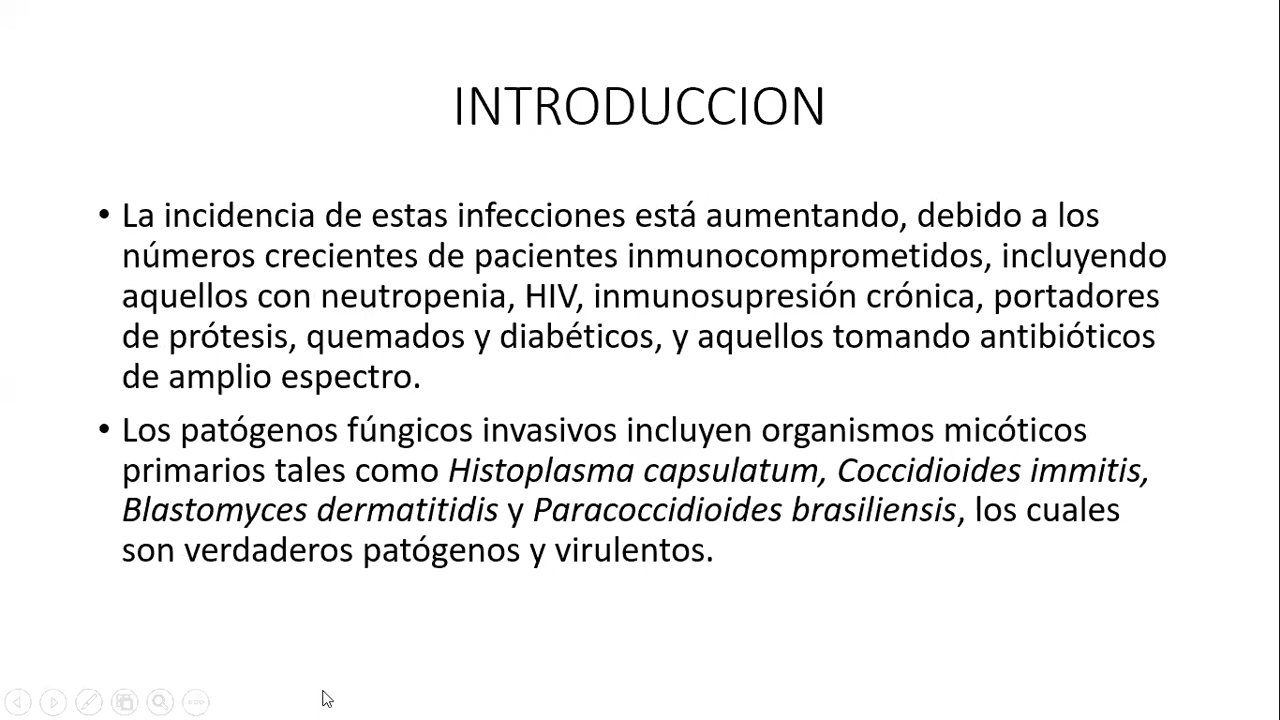 INTRODUCCION
• La incidencia de estas infecciones está aumentando, debido a los
números crecientes de pacientes inmunocomprometidos, incluyendo
aquellos con neutropenia, HIV, inmunosupresión crónica, portadores
de prótesis, quemados y diabéticos, y aquellos tomando antibióticos
de amplio espectro.
• Los patógenos fúngicos invasivos incluyen organismos micóticos
primarios tales como Histoplasma capsulatum, Coccidioides immitis,
Blastomyces dermatitidis y Paracoccidioides brasiliensis, los cuales
son verdaderos patógenos y virulentos.